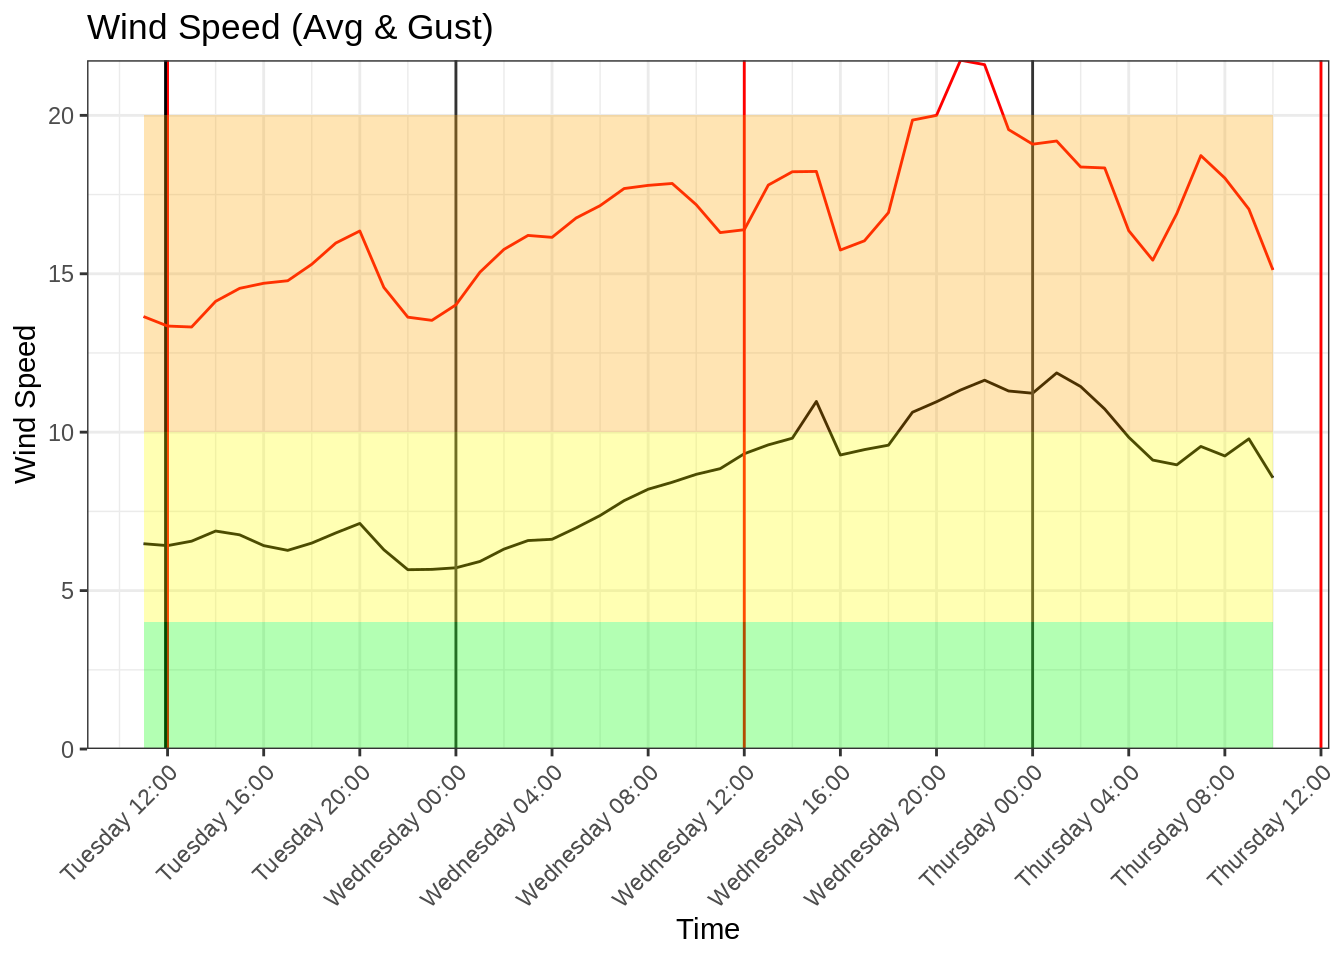 Wind Speed (Avg & Gust)
Wind Speed
20
15
10
5
0
Tuesday 12:00
Tuesday 16:00
Tuesday 20:00
Wednesday 00:00
Wednesday 04:00
Wednesday 08:00
Wednesday 12:00
Wednesday 16:00
Wednesday 20:00
Thursday 00:00
Thursday 04:00
Thursday 08:00
Thursday 12:00
Time